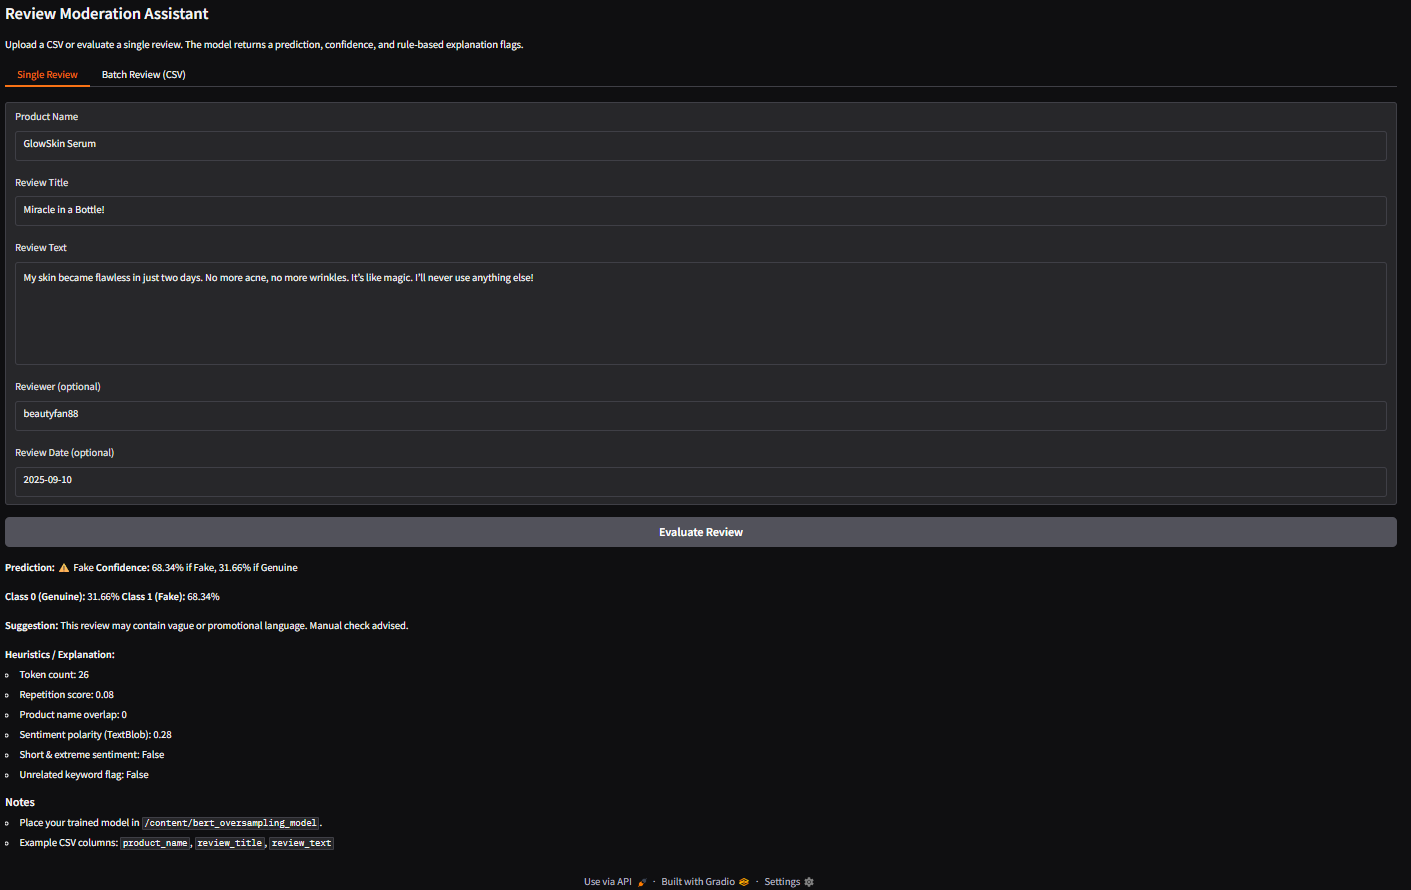 Review Moderation Assistant
Upload a CSV or evaluate a single review. The model returns a prediction, confidence, and rule-based explanation flags.
Single Review Batch Review (CSV)
Product Name
GlowSkin Serum
Review Title
Miracle in a Bottle!
Review Text
My skin became flawless in just two days. No more acne, no more wrinkles. It's like magic. I'll never use anything else!
Reviewer (optional)
beautyfan88
Review Date (optional)
2025-09-10
Evaluate Review
Prediction: ⚠ Fake Confidence: 68.34% if Fake, 31.66% if Genuine
Class 0 (Genuine): 31.66% Class 1 (Fake): 68.34%
Suggestion: This review may contain vague or promotional language. Manual check advised.
Heuristics / Explanation:
Token count: 26
Repetition score: 0.08
Product name overlap: 0
Sentiment polarity (TextBlob): 0.28
Short & extreme sentiment: False
Unrelated keyword flag: False
Notes
Place your trained model in /content/bert_oversampling_model.
Example CSV columns: product_name, review_title, review_text
Use via API · Built with Gradio · Settings